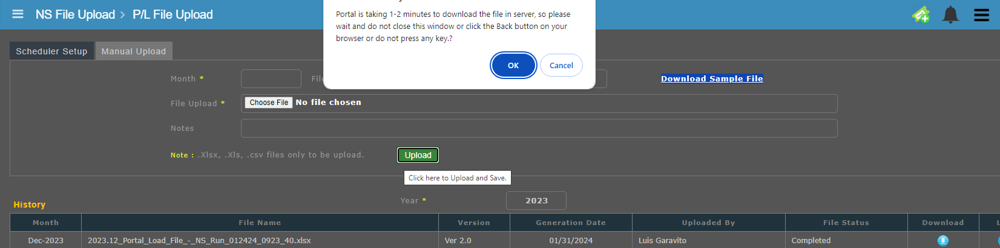 NS File Upload > P/L File Upload
Portal is taking 1-2 minutes to download the file in server, so please
wait and do not close this window or click the Back button on your
browser or do not press any key.?
OK Cancel
Scheduler Setup Manual Upload
Month *
Download Sample File
File Upload * Choose File No file chosen
Notes
Note : .Xlsx, .Xls, .csv files only to be upload. Upload
Click here to Upload and Save.
History Year * 2023
Month File Name Version Generation Date Uploaded By File Status Download
Dec-2023 2023.12_Portal_Load_File_-_NS_Run_012424_0923_40.xlsx Ver 2.0 01/31/2024 Luis Garavito Completed